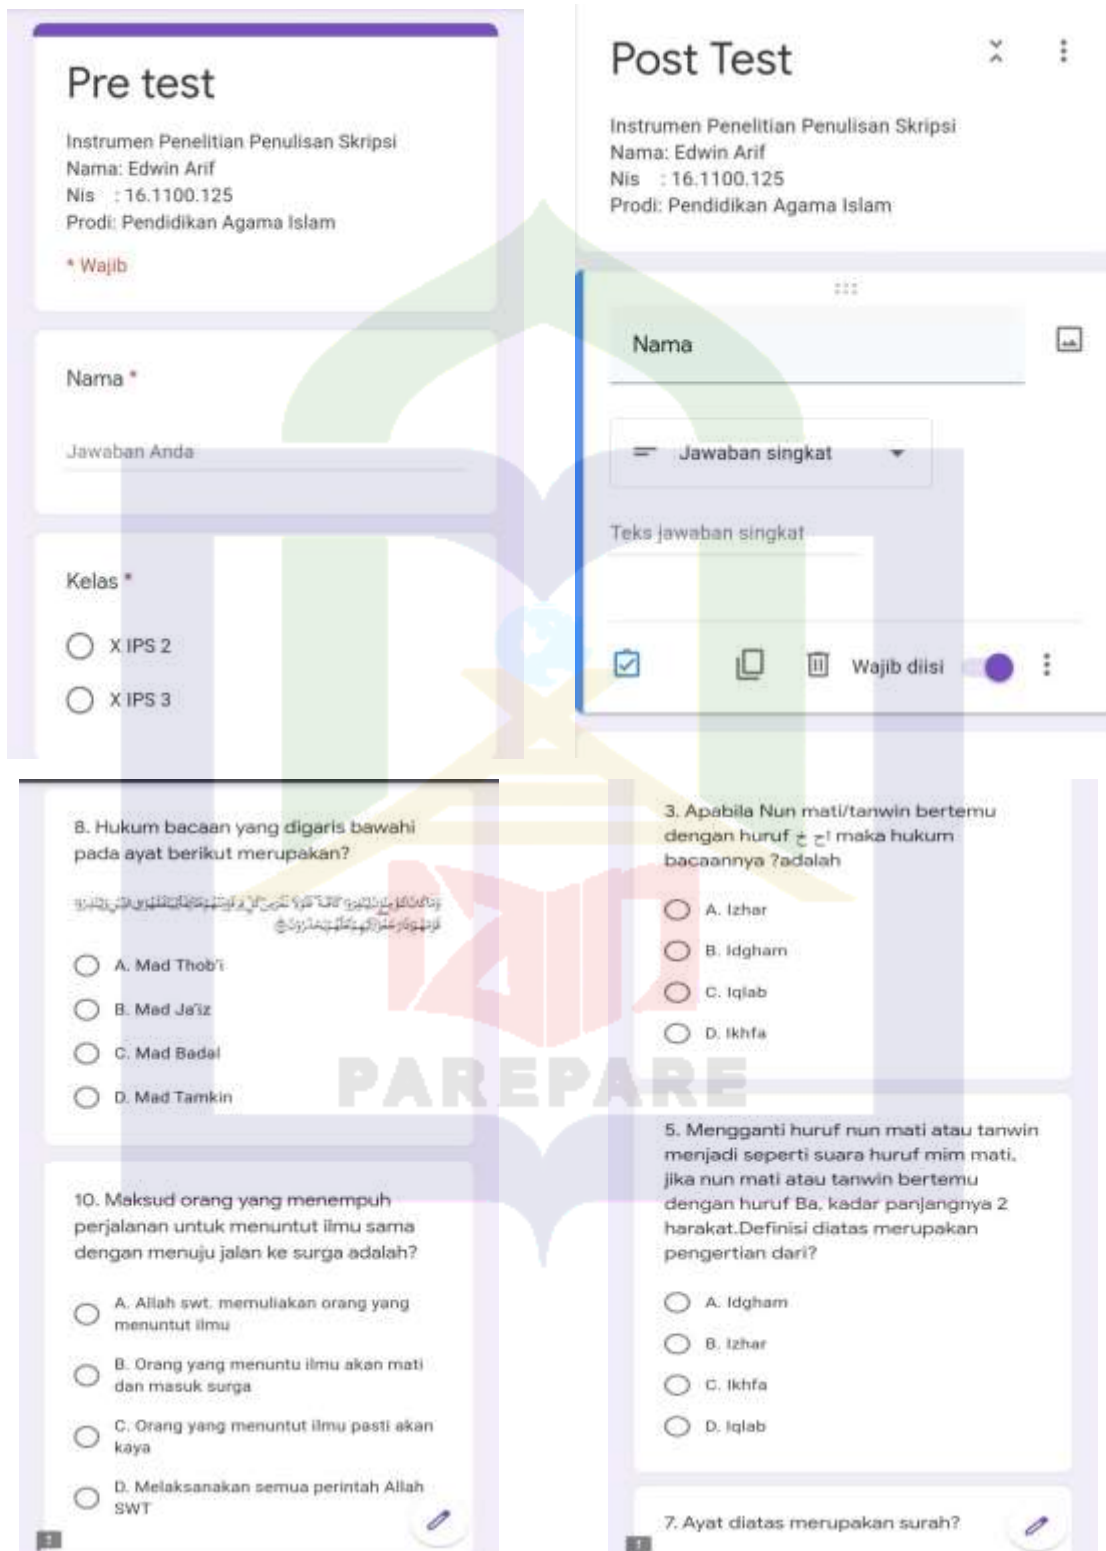 Pre test
Instrumen Penelitian Penulisan Skripsi
Nama: Edwin Arif
Nis : 16.1100.125
Prodi: Pendidikan Agama Islam
* Wajib
Nama *
Jawaban Anda
Kelas *
X IPS 2
X IPS 3
Post Test
Instrumen Penelitian Penulisan Skripsi
Nama: Edwin Arif
Nis : 16.1100.125
Prodi: Pendidikan Agama Islam
Nama
Jawaban singkat
Teks jawaban singkat
Wajib diisi
8. Hukum bacaan yang digaris bawahi
pada ayat berikut merupakan?
A. Mad Thob'i
B. Mad Ja'iz
C. Mad Badal
D. Mad Tamkin
10. Maksud orang yang menempuh
perjalanan untuk menuntut ilmu sama
dengan menuju jalan ke surga adalah?
A. Allah swt. memuliakan orang yang
menuntut ilmu
B. Orang yang menuntu ilmu akan mati
dan masuk surga
C. Orang yang menuntut ilmu pasti akan
kaya
D. Melaksanakan semua perintah Allah
SWT
3. Apabila Nun mati/tanwin bertemu
dengan huruf ا ح خ maka hukum
bacaannya ?adalah
A. Izhar
B. Idgham
C. Iqlab
D. Ikhfa
5. Mengganti huruf nun mati atau tanwin
menjadi seperti suara huruf mim mati,
jika nun mati atau tanwin bertemu
dengan huruf Ba, kadar panjangnya 2
harakat.Definisi diatas merupakan
pengertian dari?
A. Idgham
B. Izhar
C. Ikhfa
D. Iqlab
7. Ayat diatas merupakan surah?
PAREPARE